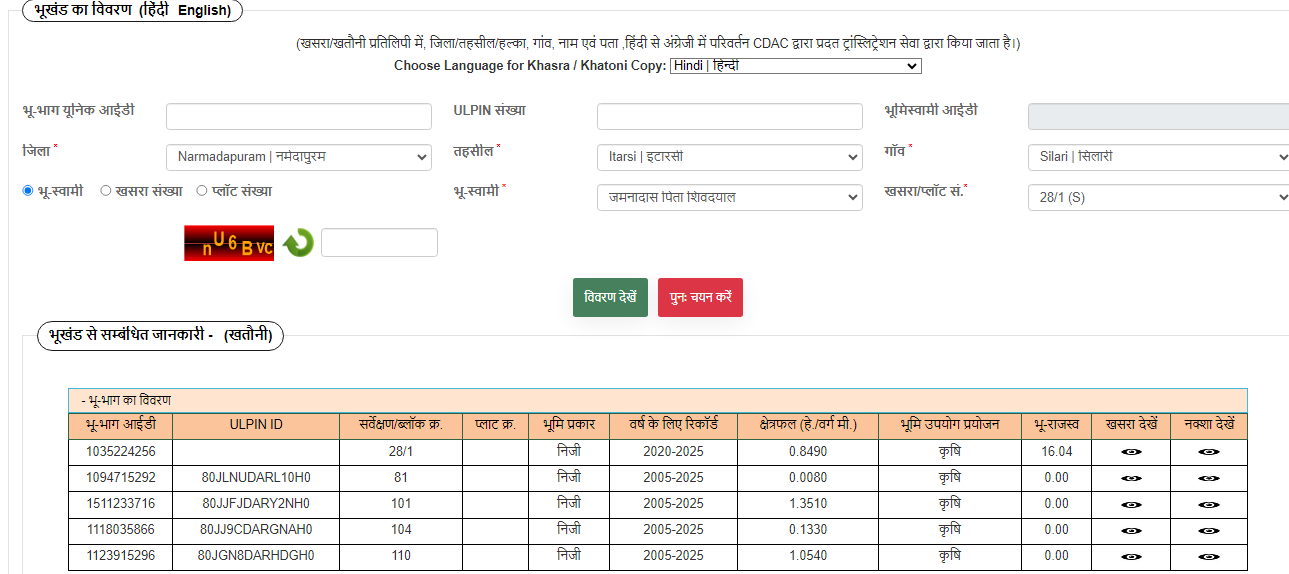 भूखंड का विवरण (हिंदी English)
(खसरा/खतौनी प्रतिलिपी में, जिला/तहसील/हल्का, गांव, नाम एवं पता ,हिंदी से अंग्रेजी में परिवर्तन CDAC द्वारा प्रदत ट्रांस्लिट्रेशन सेवा द्वारा किया जाता है।)
Choose Language for Khasra / Khatoni Copy: Hindi | हिन्दी
भू-भाग यूनिक आईडी ULPIN संख्या भूमिस्वामी आईडी
जिला * Narmadapuram | नर्मदापुरम तहसील * Itarsi | इटारसी गाँव * Silari | सिलारी
भू-स्वामी खसरा संख्या प्लॉट संख्या भू-स्वामी * जमनादास पिता शिवदयाल खसरा/प्लॉट सं.* 28/1 (S)
nU6Bvc
विवरण देखें पुनः चयन करें
भूखंड से सम्बंधित जानकारी - (खतौनी)
- भू-भाग का विवरण
भू-भाग आईडी ULPIN ID सर्वेक्षण/ब्लॉक क्र. प्लाट क्र. भूमि प्रकार वर्ष के लिए रिकॉर्ड क्षेत्रफल (हे./वर्ग मी.) भूमि उपयोग प्रयोजन भू-राजस्व खसरा देखें नक्शा देखें
1035224256 28/1 निजी 2020-2025 0.8490 कृषि 16.04
1094715292 80JLNUDARL10H0 81 निजी 2005-2025 0.0080 कृषि 0.00
1511233716 80JJFJDARY2NH0 101 निजी 2005-2025 1.3510 कृषि 0.00
1118035866 80JJ9CDARGNAH0 104 निजी 2005-2025 0.1330 कृषि 0.00
1123915296 80JGN8DARHDGH0 110 निजी 2005-2025 1.0540 कृषि 0.00